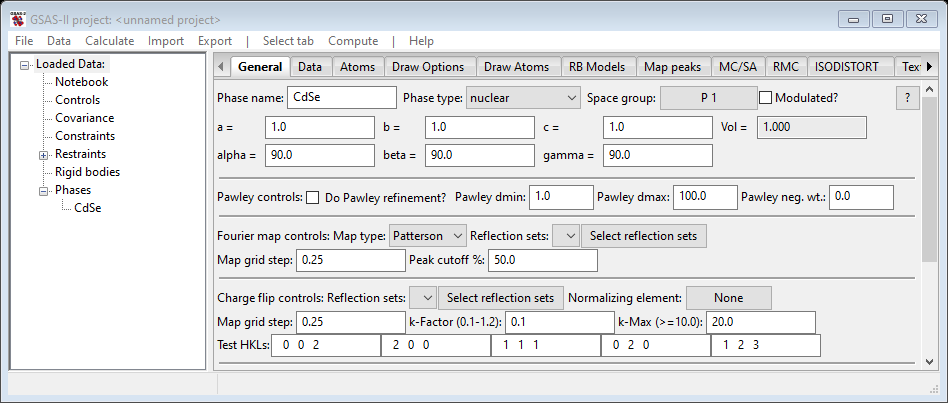 GSAS-II project: <unnamed project>
File Data Calculate Import Export | Select tab Compute | Help
Loaded Data:
Notebook
Controls
Covariance
Constraints
Restraints
Rigid bodies
Phases
CdSe
General Data Atoms Draw Options Draw Atoms RB Models Map peaks MC/SA RMC ISODISTORT Text
Phase name: CdSe Phase type: nuclear Space group: P 1 Modulated? ?
a = 1.0 b = 1.0 c = 1.0 Vol = 1.000
alpha = 90.0 beta = 90.0 gamma = 90.0
Pawley controls: Do Pawley refinement? Pawley dmin: 1.0 Pawley dmax: 100.0 Pawley neg. wt.: 0.0
Fourier map controls: Map type: Patterson Reflection sets: Select reflection sets
Map grid step: 0.25 Peak cutoff %: 50.0
Charge flip controls: Reflection sets: Select reflection sets Normalizing element: None
Map grid step: 0.25 k-Factor (0.1-1.2): 0.1 k-Max (>=10.0): 20.0
Test HKLs: 0 0 2 2 0 0 1 1 1 0 2 0 1 2 3